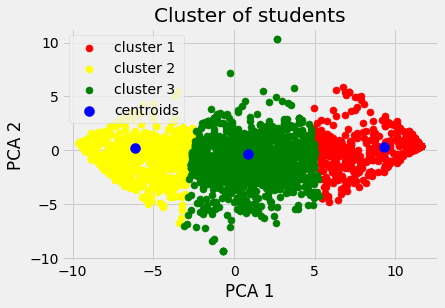 Cluster of students
cluster 1
cluster 2
cluster 3
centroids
PCA 2
10
5
0
−5
−10
−10
−5
0
5
10
PCA 1